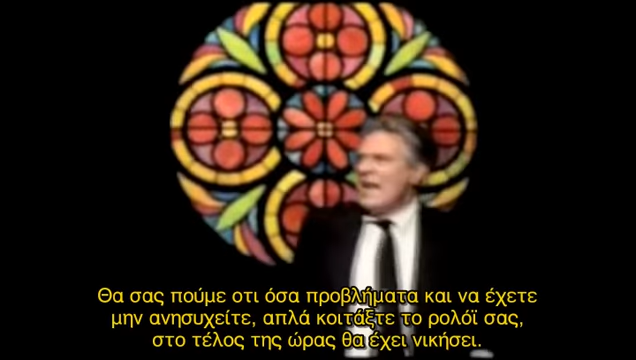 Θα σας πούμε οτι όσα προβλήματα και να έχετε
μην ανησυχείτε, απλά κοιτάξτε το ρολόϊ σας,
στο τέλος της ώρας θα έχει νικήσει.